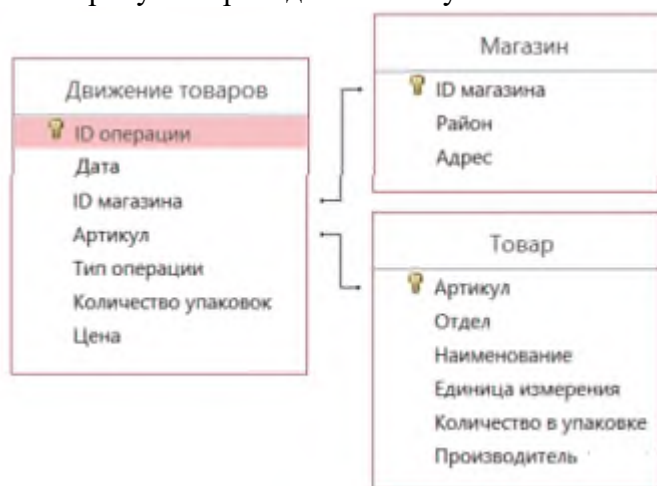 Движение товаров
ID операции
Дата
ID магазина
Артикул
Тип операции
Количество упаковок
Цена
Магазин
ID магазина
Район
Адрес
Товар
Артикул
Отдел
Наименование
Единица измерения
Количество в упаковке
Производитель